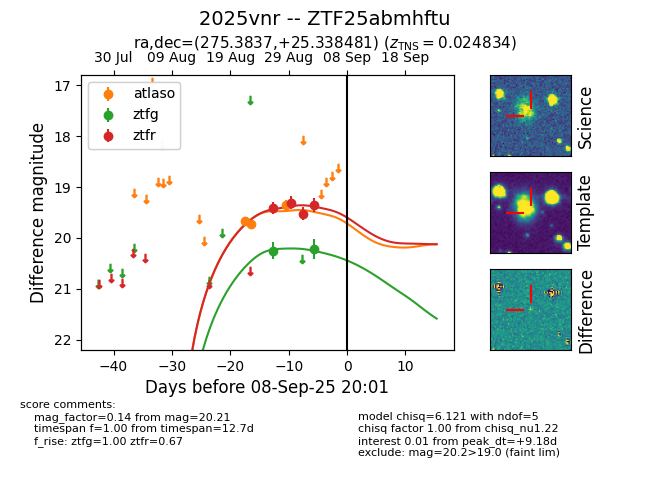 2025vnr -- ZTF25abmhftu
ra,dec=(275.3837,+25.338481) (z_TNS = 0.024834)
30 Jul 09 Aug 19 Aug 29 Aug 08 Sep 18 Sep
17
18
19
20
21
22
Difference magnitude
atlaso
ztfg
ztfr
−40 −30 −20 −10 0 10
Days before 08-Sep-25 20:01
Science
Template
Difference
score comments:
mag_factor=0.14 from mag=20.21
timespan f=1.00 from timespan=12.7d
f_rise: ztfg=1.00 ztfr=0.67
model chisq=6.121 with ndof=5
chisq factor 1.00 from chisq_nu1.22
interest 0.01 from peak_dt=+9.18d
exclude: mag=20.2>19.0 (faint lim)